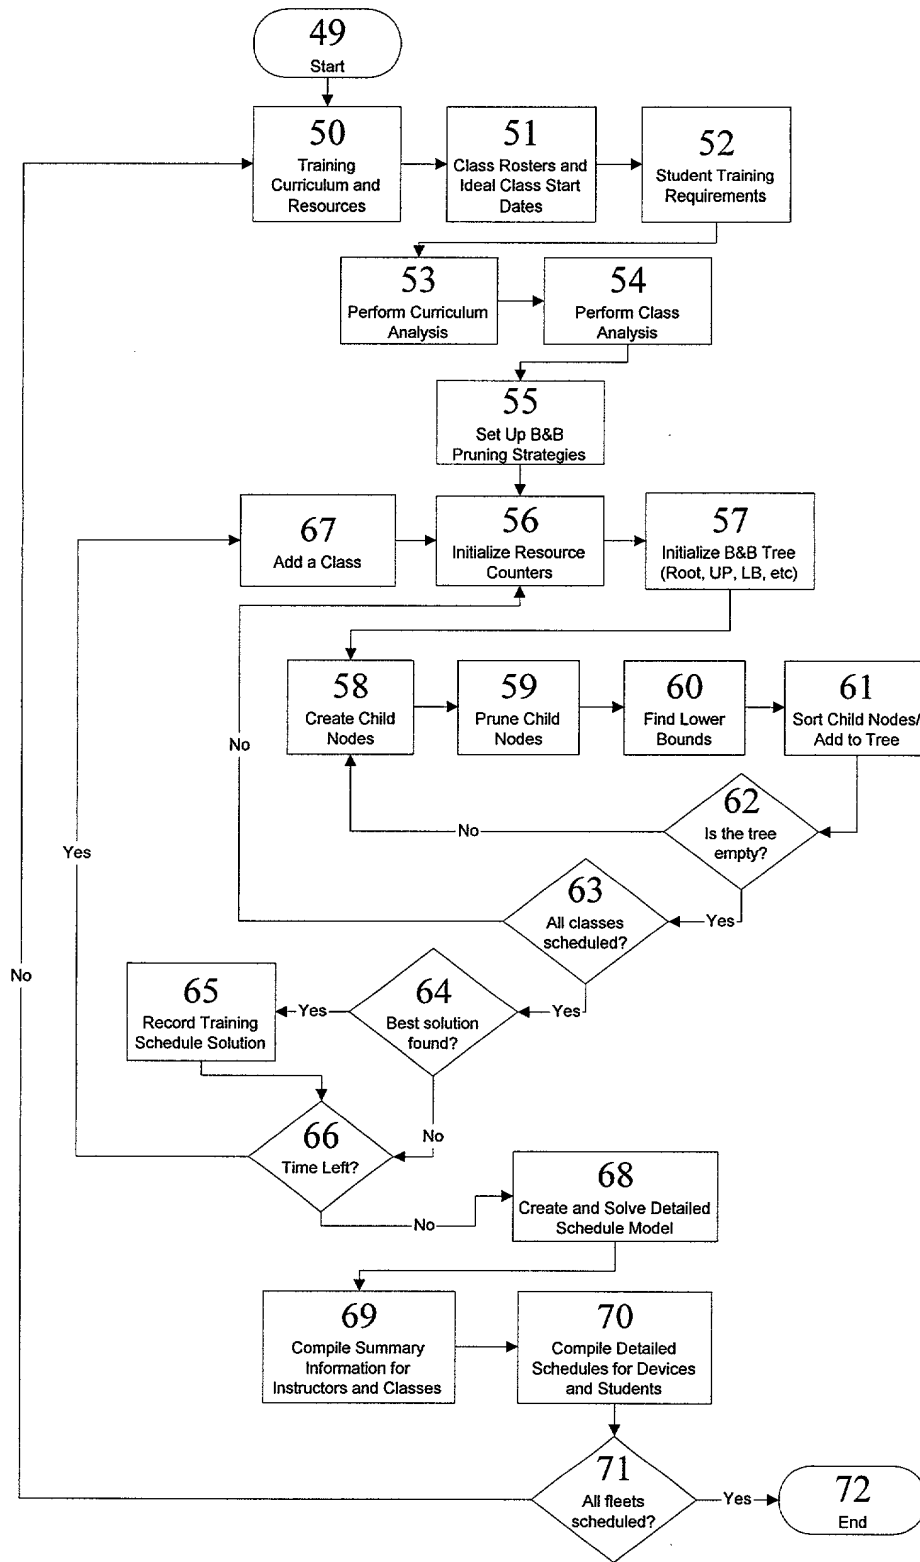 49
Start
50
Training
Curriculum and
Resources
51
Class Rosters and
Ideal Class Start
Dates
52
Student Training
Requirements
53
Perform Curriculum
Analysis
54
Perform Class
Analysis
55
Set Up B&B
Pruning Strategies
67
Add a Class
56
Initialize Resource
Counters
57
Initialize B&B Tree
(Root, UP, LB, etc)
58
Create Child
Nodes
59
Prune Child
Nodes
60
Find Lower
Bounds
61
Sort Child Nodes/
Add to Tree
No
62
Is the tree
empty?
No
Yes
63
All classes
scheduled?
Yes
No
65
Record Training
Schedule Solution
Yes
64
Best solution
found?
Yes
No
66
Time Left?
No
68
Create and Solve Detailed
Schedule Model
69
Compile Summary
Information for
Instructors and Classes
70
Compile Detailed
Schedules for Devices
and Students
71
All fleets
scheduled?
Yes
72
End